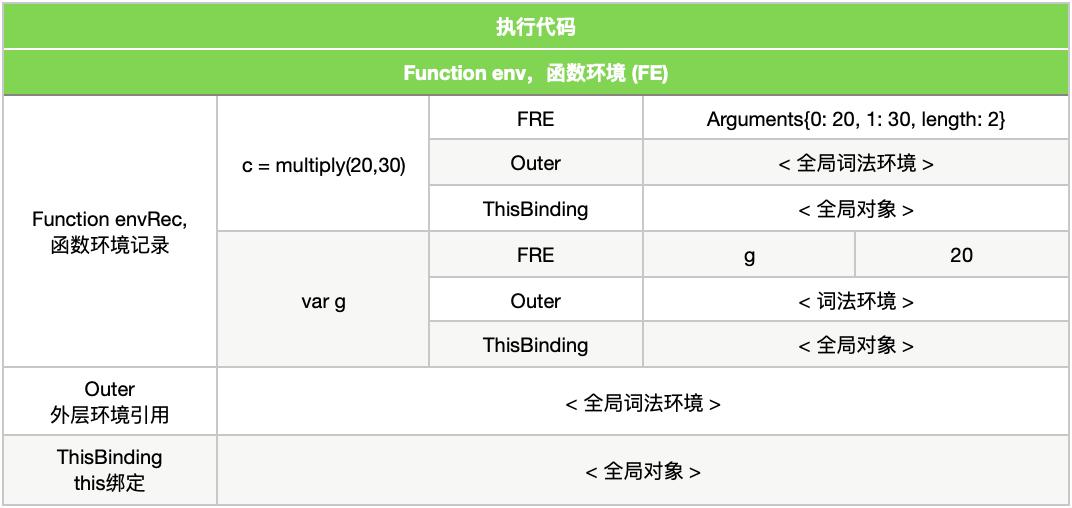 执行代码
Function env，函数环境 (FE)
Function envRec,
函数环境记录
c = multiply(20,30)
FRE
Arguments{0: 20, 1: 30, length: 2}
Outer
< 全局词法环境 >
ThisBinding
< 全局对象 >
var g
FRE
g
20
Outer
< 词法环境 >
ThisBinding
< 全局对象 >
Outer
外层环境引用
< 全局词法环境 >
ThisBinding
this绑定
< 全局对象 >